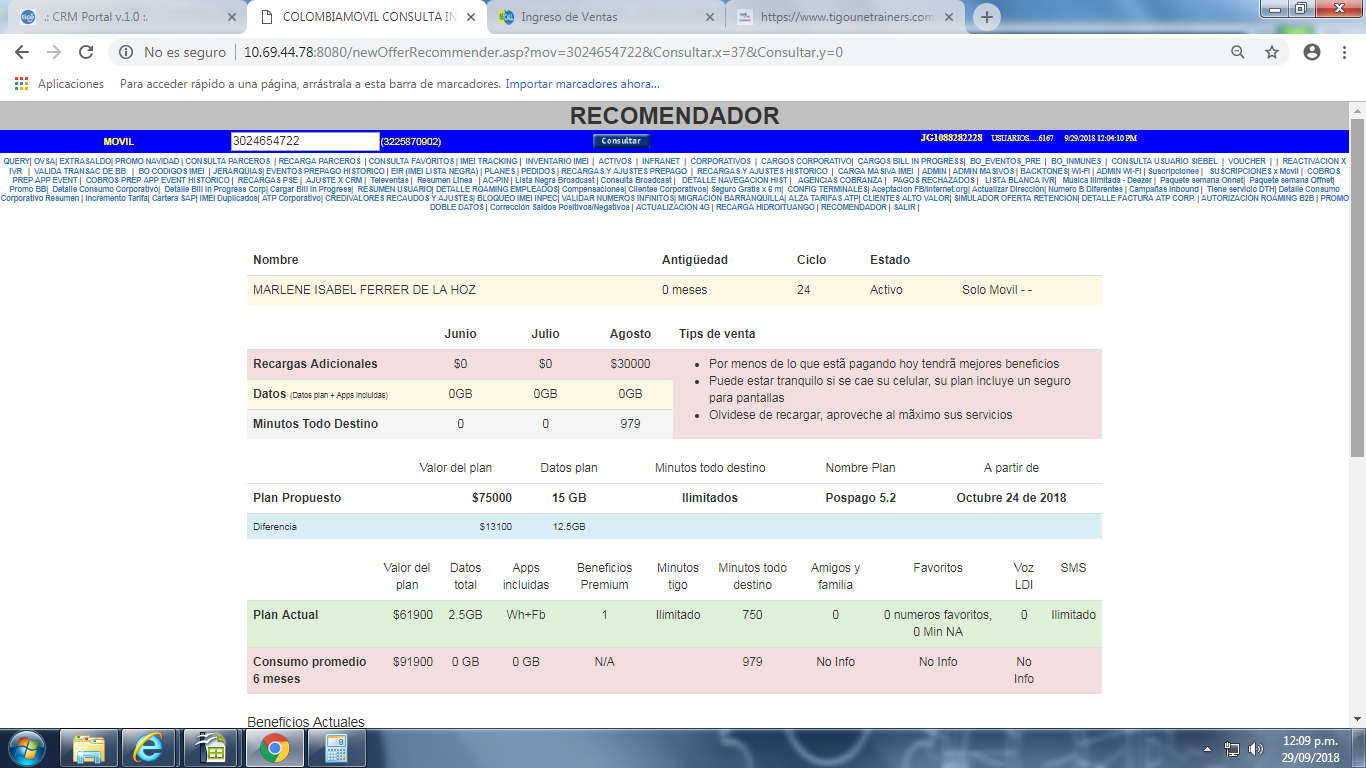 .: CRM Portal v.1.0 :.
COLOMBIAMOVIL CONSULTA IN
Ingreso de Ventas
https://www.tigounetrainers.com
No es seguro | 10.69.44.78:8080/newOfferRecommender.asp?mov=3024654722&Consultar.x=37&Consultar.y=0
Aplicaciones Para acceder rápido a una página, arrástrala a esta barra de marcadores. Importar marcadores ahora...
RECOMENDADOR
MOVIL 3024654722 (3225870902) Consultar JG1088282228 USUARIOS.....6167 9/29/2018 12:04:10 PM
QUERY| OVSA| EXTRASALDO| PROMO NAVIDAD | CONSULTA PARCEROS | RECARGA PARCEROS | CONSULTA FAVORITOS | IMEI TRACKING | INVENTARIO IMEI | ACTIVOS | INFRANET | CORPORATIVOS | CARGOS CORPORATIVO| CARGOS BILL IN PROGRESS| BO_EVENTOS_PRE | BO_INMUNES | CONSULTA USUARIO SIEBEL | VOUCHER | | REACTIVACION X
IVR | VALIDA TRANSAC DE BB | BO CODIGOS IMEI | JERARQUIAS| EVENTOS PREPAGO HISTORICO | EIR (IMEI LISTA NEGRA) | PLANES | PEDIDOS | RECARGAS Y AJUSTES PREPAGO | RECARGAS Y AJUSTES HISTORICO | CARGA MASIVA IMEI | ADMIN | ADMIN MASIVOS | BACKTONES| WI-FI | ADMIN WI-FI | Suscripciones | SUSCRIPCIONES x Movil | COBROS
PREP APP EVENT | COBROS PREP APP EVENT HISTORICO | RECARGAS PSE | AJUSTE X CRM | Televentas | Resumen Linea | AC-PIN | Lista Negra Broadcast | Consulta Broadcast | DETALLE NAVEGACION HIST | AGENCIAS COBRANZA | PAGOS RECHAZADOS | LISTA BLANCA IVR| Música Ilimitada - Deezer | Paquete semana Onnet| Paquete semana Offnet|
Promo BB| Detalle Consumo Corporativo| Detalle Bill In Progress Corp| Cargar Bill In Progress| RESUMEN USUARIO| DETALLE ROAMING EMPLEADOS| Compensaciones| Clientes Corporativos| Seguro Gratis x 6 m| CONFIG TERMINALES| Aceptacion FB/Internet.org| Actualizar Dirección| Numero B Diferentes | Campañas Inbound | Tiene servicio DTH| Detalle Consumo
Corporativo Resumen | Incremento Tarifa| Cartera SAP| IMEI Duplicados| ATP Corporativo| CREDIVALORES RECAUDOS Y AJUSTES| BLOQUEO IMEI INPEC| VALIDAR NUMEROS INFINITOS| MIGRACIÓN BARRANQUILLA| ALZA TARIFAS ATP| CLIENTES ALTO VALOR| SIMULADOR OFERTA RETENCIÓN| DETALLE FACTURA ATP CORP. | AUTORIZACIÓN ROAMING B2B | PROMO
DOBLE DATOS | Corrección Saldos Positivos/Negativos | ACTUALIZACIÓN 4G | RECARGA HIDROITUANGO | RECOMENDADOR | SALIR |
Nombre Antigüedad Ciclo Estado
MARLENE ISABEL FERRER DE LA HOZ 0 meses 24 Activo Solo Movil - -
Junio Julio Agosto Tips de venta
Recargas Adicionales $0 $0 $30000
• Por menos de lo que estã pagando hoy tendrã mejores beneficios
• Puede estar tranquilo si se cae su celular, su plan incluye un seguro
para pantallas
• Olvidese de recargar, aproveche al mãximo sus servicios
Datos (Datos plan + Apps incluidas) 0GB 0GB 0GB
Minutos Todo Destino 0 0 979
Valor del plan Datos plan Minutos todo destino Nombre Plan A partir de
Plan Propuesto $75000 15 GB Ilimitados Pospago 5.2 Octubre 24 de 2018
Diferencia $13100 12.5GB
Valor del plan Datos total Apps incluidas Beneficios Premium Minutos tigo Minutos todo destino Amigos y familia Favoritos Voz LDI SMS
Plan Actual $61900 2.5GB Wh+Fb 1 Ilimitado 750 0 0 numeros favoritos, 0 Min NA 0 Ilimitado
Consumo promedio 6 meses $91900 0 GB 0 GB N/A 979 No Info No Info No Info
Beneficios Actuales
12:09 p.m.
29/09/2018